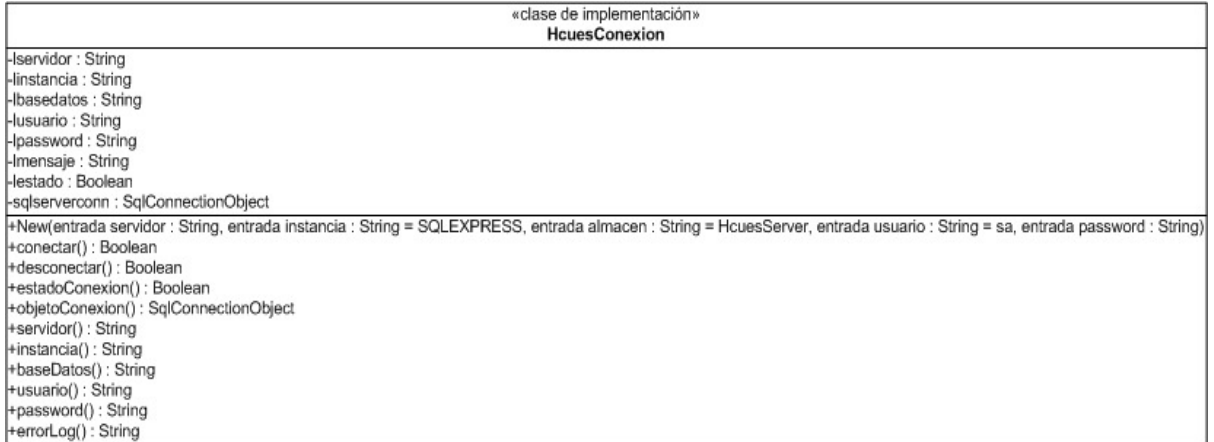 «clase de implementación»
HcuesConexion
-lservidor : String
-linstancia : String
-lbasedatos : String
-lusuario : String
-lpassword : String
-lmensaje : String
-lestado : Boolean
-sqlserverconn : SqlConnectionObject
+New(entrada servidor : String, entrada instancia : String = SQLEXPRESS, entrada almacen : String = HcuesServer, entrada usuario : String = sa, entrada password : String)
+conectar() : Boolean
+desconectar() : Boolean
+estadoConexion() : Boolean
+objetoConexion() : SqlConnectionObject
+servidor() : String
+instancia() : String
+baseDatos() : String
+usuario() : String
+password() : String
+errorLog() : String